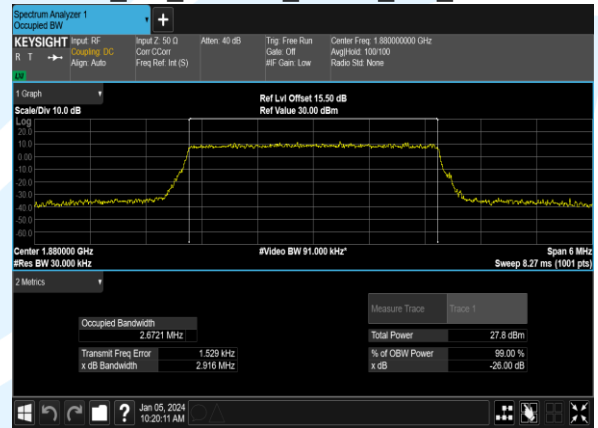 Spectrum Analyzer 1
Occupied BW
KEYSIGHT Input: RF Input Z: 50 Ω Atten: 40 dB Trig: Free Run Center Freq: 1.880000000 GHz
R T Coupling: DC Corr CCorr Gate: Off Avg|Hold: 100/100
Align: Auto Freq Ref: Int (S) #IF Gain: Low Radio Std: None
1 Graph
Ref Lvl Offset 15.50 dB
Scale/Div 10.0 dB Ref Value 30.00 dBm
Log
20.0
10.0
0.00
-10.0
-20.0
-30.0
-40.0
-50.0
-60.0
Center 1.880000 GHz #Video BW 91.000 kHz* Span 6 MHz
#Res BW 30.000 kHz Sweep 8.27 ms (1001 pts)
2 Metrics
Measure Trace Trace 1
Occupied Bandwidth
2.6721 MHz Total Power 27.8 dBm
Transmit Freq Error 1.529 kHz % of OBW Power 99.00 %
x dB Bandwidth 2.916 MHz x dB -26.00 dB
Jan 05, 2024
10:20:11 AM